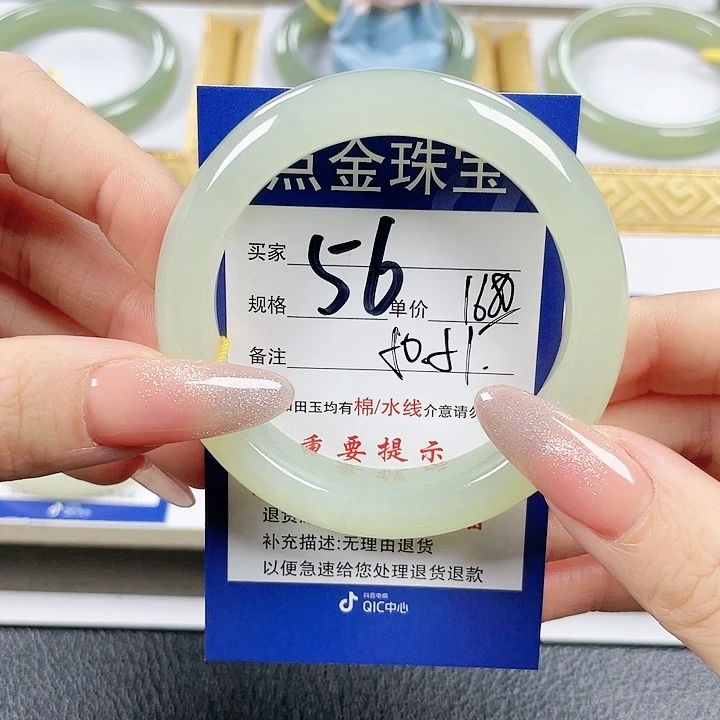 点金珠宝
买家
56
规格 单价 1680
备注
田玉均有棉/水线介意请
重要提示
退货
补充描述:无理由退货
以便急速给您处理退货退款
抖音电商
QIC中心